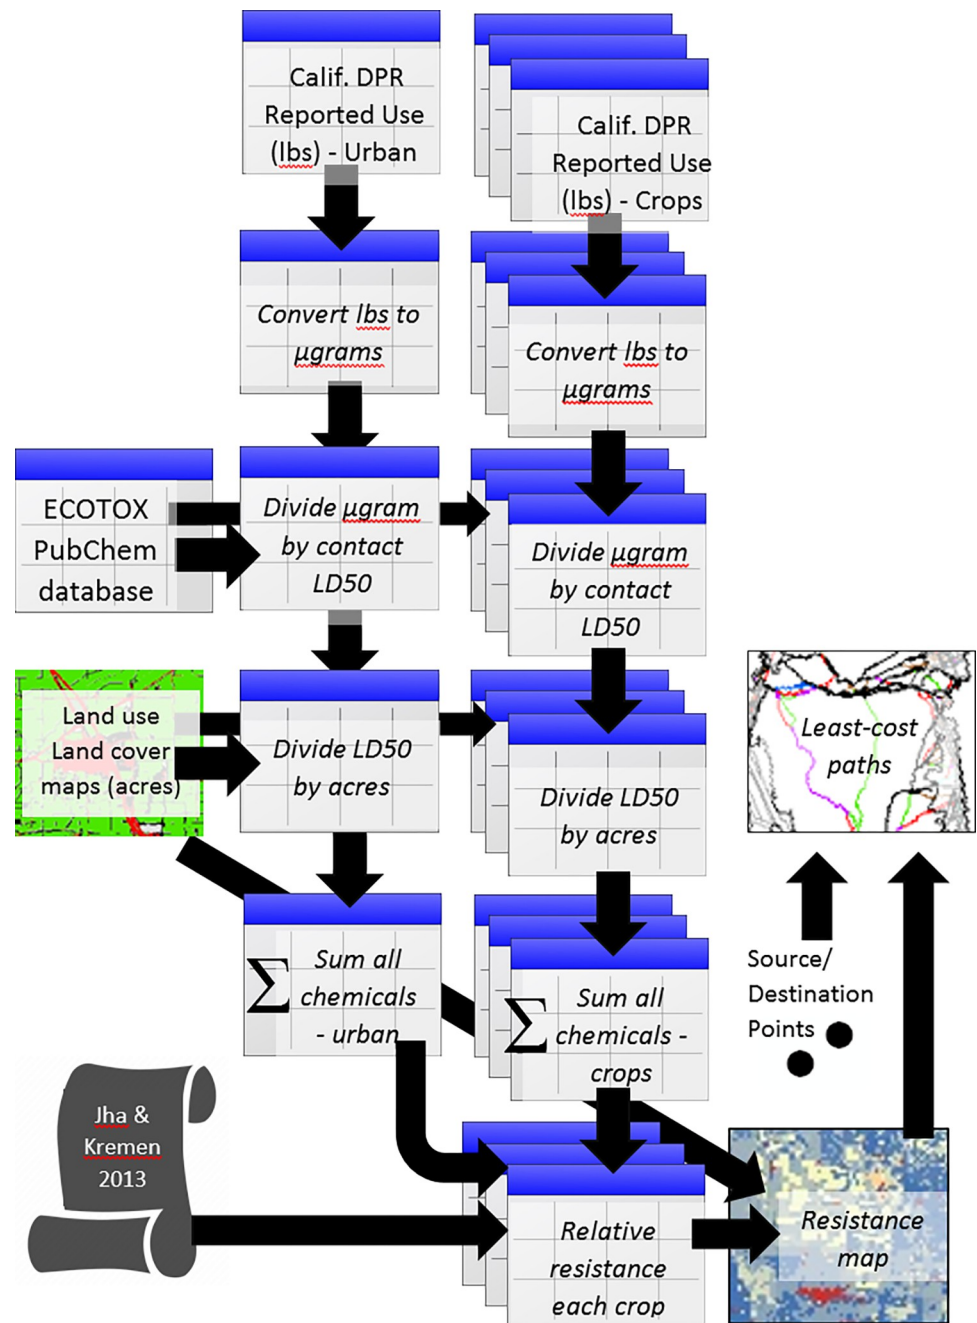 Calif. DPR
Reported Use
(lbs) - Urban
Calif. DPR
Reported Use
(lbs) - Crops
Convert lbs to
µgrams
Convert lbs to
µgrams
ECOTOX
PubChem
database
Divide µgram
by contact
LD50
Divide µgram
by contact
LD50
Land use
Land cover
maps (acres)
Divide LD50
by acres
Divide LD50
by acres
Least-cost
paths
∑ Sum all
chemicals
- urban
∑ Sum all
chemicals -
crops
Source/
Destination
Points
Jha &
Kremen
2013
Relative
resistance
each crop
Resistance
map